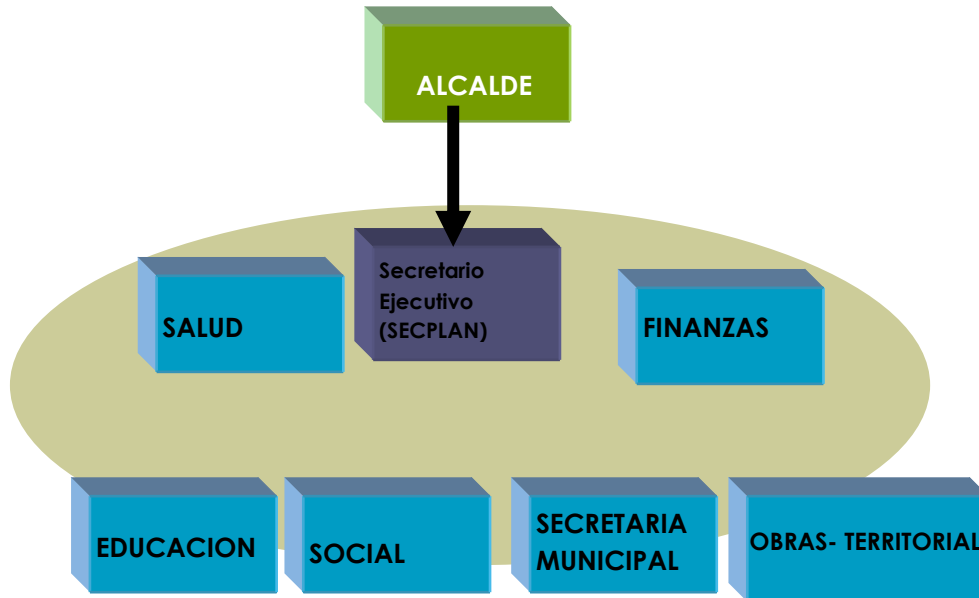 ALCALDE
Secretario
Ejecutivo
(SECPLAN)
SALUD
FINANZAS
EDUCACION
SOCIAL
SECRETARIA
MUNICIPAL
OBRAS- TERRITORIAL